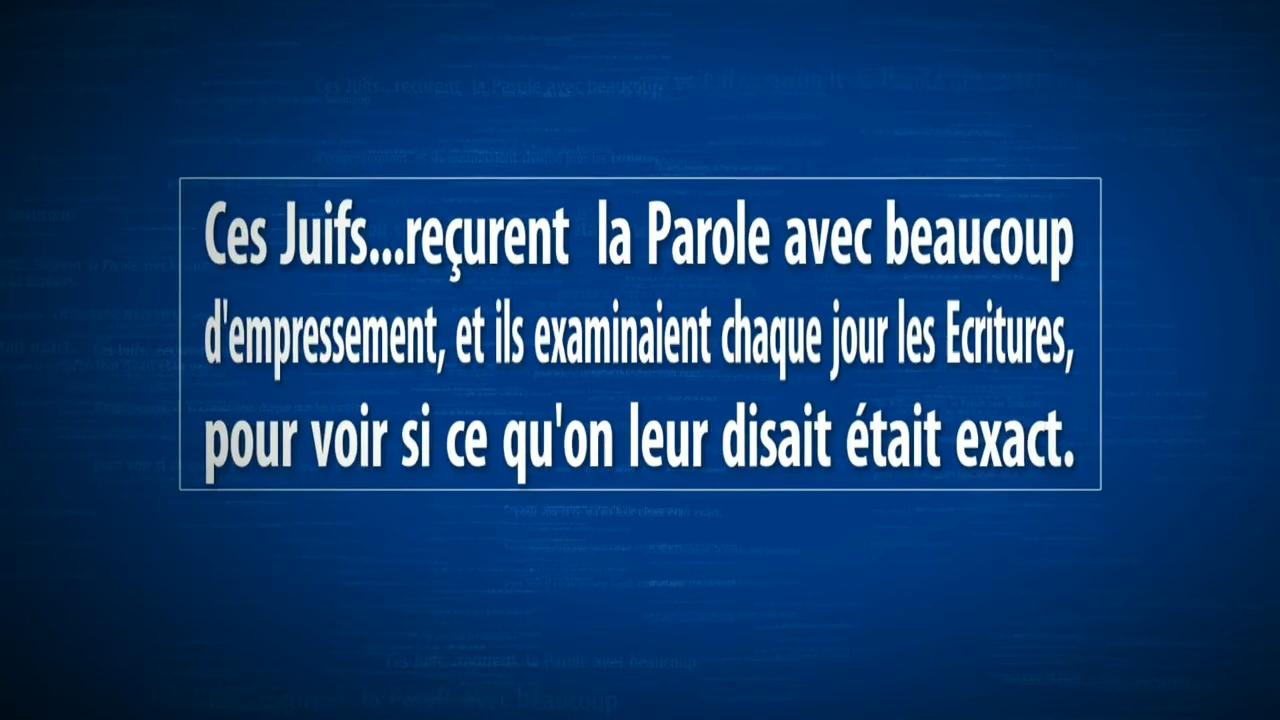 Ces Juifs...reçurent  la Parole avec beaucoup
d'empressement, et ils examinaient chaque jour les Ecritures,
pour voir si ce qu'on leur disait était exact.